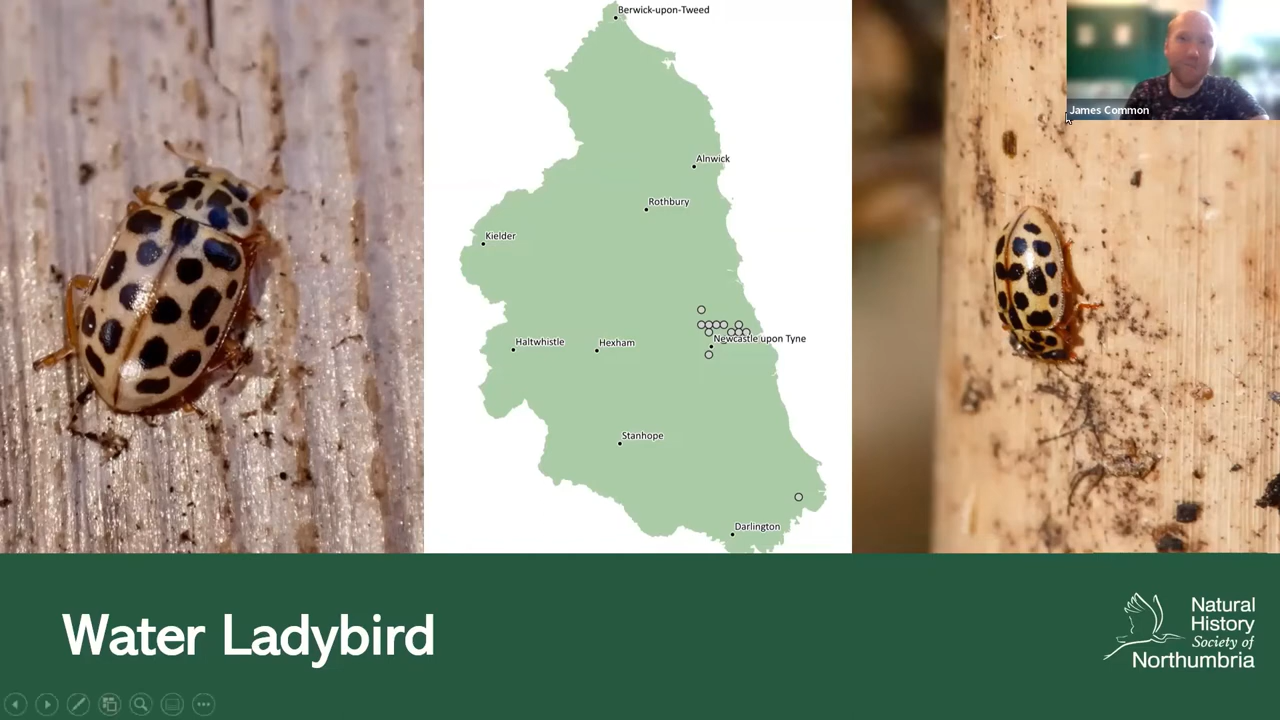 Berwick-upon-Tweed
James Common
Alnwick
Rothbury
Kielder
Newcastle upon Tyne
Haltwhistle
Hexham
Stanhope
Darlington
Water Ladybird
Natural
History
Society of
Northumbria